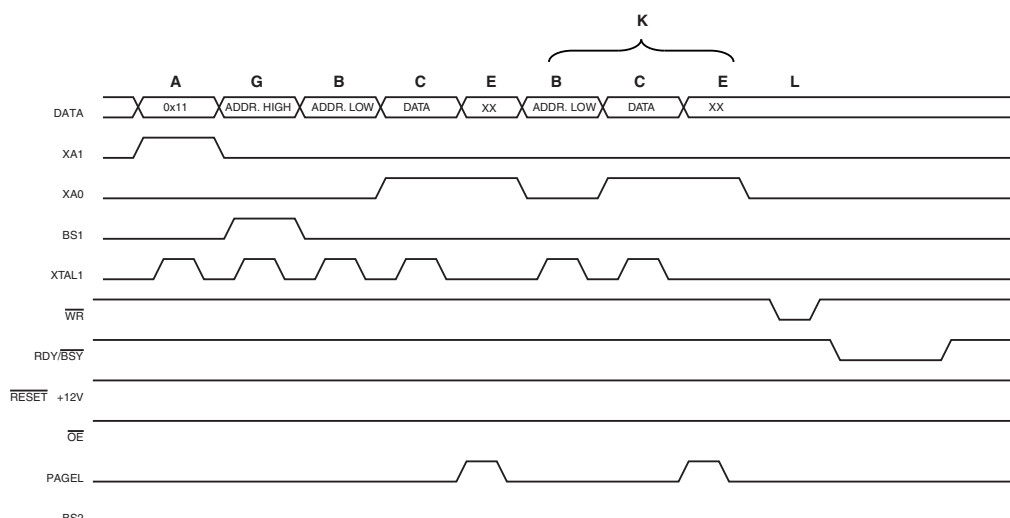 K
A G B C E B C E L
DATA 0x11 ADDR. HIGH ADDR. LOW DATA XX ADDR. LOW DATA XX
XA1
XA0
BS1
XTAL1
WR
RDY/BSY
RESET +12V
OE
PAGEL
BS2